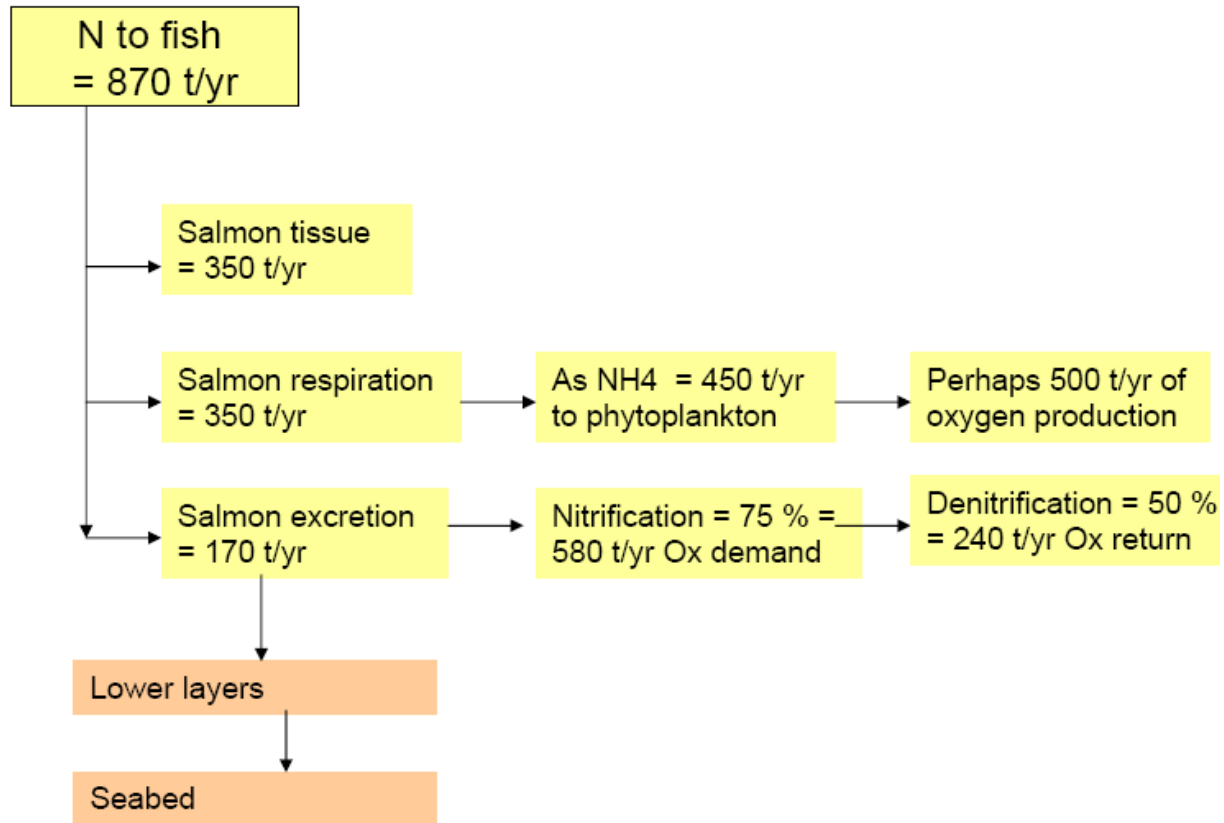 N to fish
= 870 t/yr
Salmon tissue
= 350 t/yr
Salmon respiration
= 350 t/yr
As NH4 = 450 t/yr
to phytoplankton
Perhaps 500 t/yr of
oxygen production
Salmon excretion
= 170 t/yr
Nitrification = 75 % =
580 t/yr Ox demand
Denitrification = 50 %
= 240 t/yr Ox return
Lower layers
Seabed